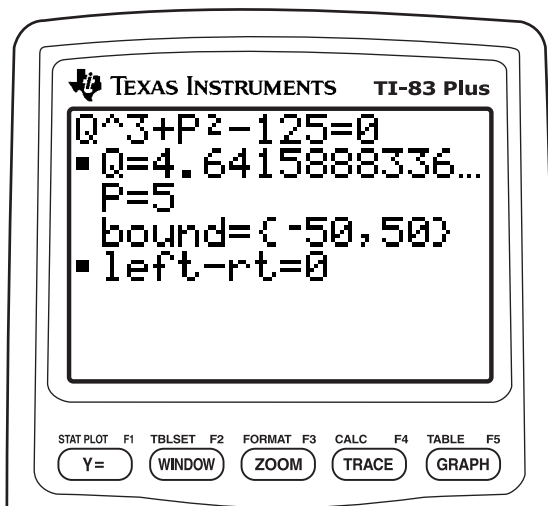 TEXAS INSTRUMENTS TI-83 Plus
Q^3+P²-125=0
▪Q=4.6415888336…
P=5
bound={-50,50}
▪left-rt=0
STAT PLOT F1 TBLSET F2 FORMAT F3 CALC F4 TABLE F5
Y= WINDOW ZOOM TRACE GRAPH